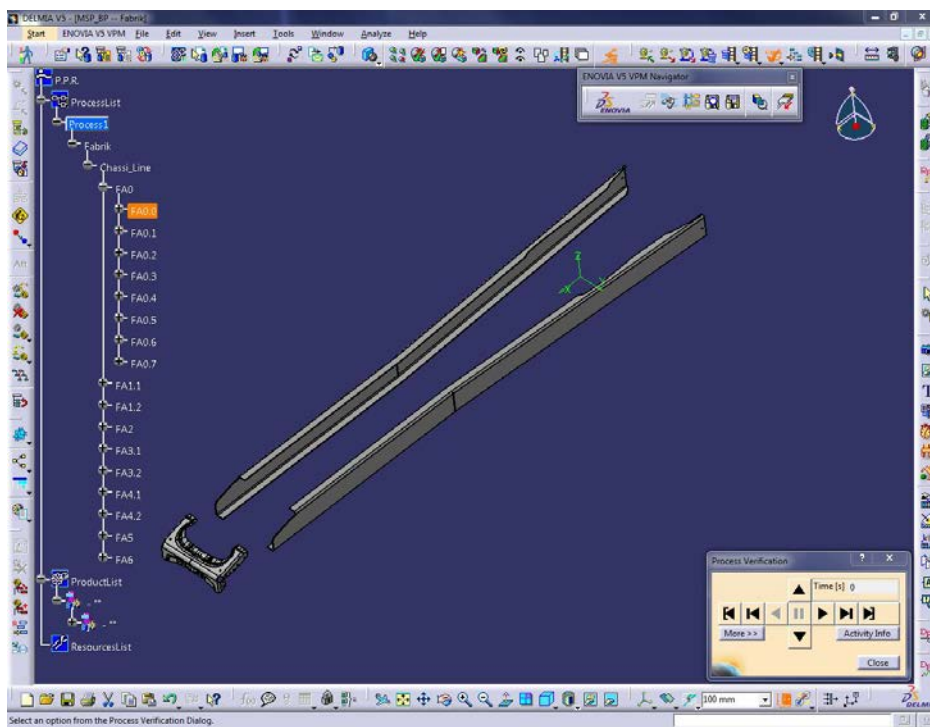 DELMIA V5 - [MSP_BP -- Fabrik]
Start ENOVIA V5 VPM File Edit View Insert Tools Window Analyze Help
ENOVIA V5 VPM Navigator
ENOVIA
P.P.R.
ProcessList
Process1
Fabrik
Chassi_Line
FA0
FA0.0
FA0.1
FA0.2
FA0.3
FA0.4
FA0.5
FA0.6
FA0.7
FA1.1
FA1.2
FA2
FA3.1
FA3.2
FA4.1
FA4.2
FA5
FA6
ProductList
ResourcesList
Att
z
x
Process Verification
Time [s] 0
More >> Activity Info
Close
100 mm
DELMIA
Select an option from the Process Verification Dialog.